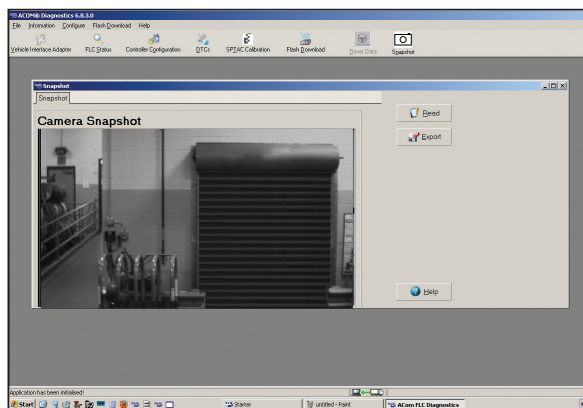 ACOM® Diagnostics 6.8.3.0
File Information Configure Flash Download Help
Vehicle Interface Adapter FLC Status Controller Configuration DTCs SPTAC Calibration Flash Download Driver Data Snapshot
Snapshot
Snapshot
Camera Snapshot
Read
Export
Help
Application has been initialised!
Start Starter untitled - Paint ACom FLC Diagnostics